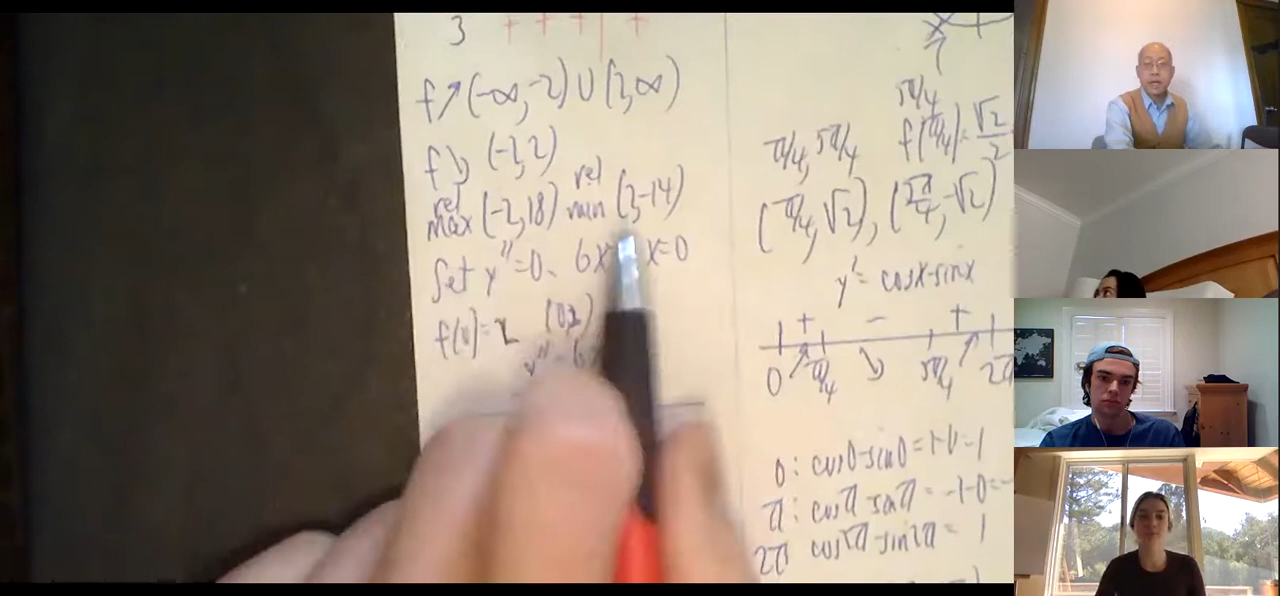 3 + + + +
f↗(-∞,-2)∪(2,∞)
f↘ (-2,2)
rel max (-2,18) rel min (2,-14)
Set y''=0. 6x x=0
f(0)=2 (0,2)
y'' 6
5π/4
π/4, 5π/4 f(π/4)=√2/2
(π/4,√2), (5π/4,-√2)
y'= cosx-sinx
+ - +
0 π/4 5π/4 2π
0: cos0-sin0=1-0=1
π: cosπ-sinπ=-1-0=-
2π cos2π-sin2π= 1